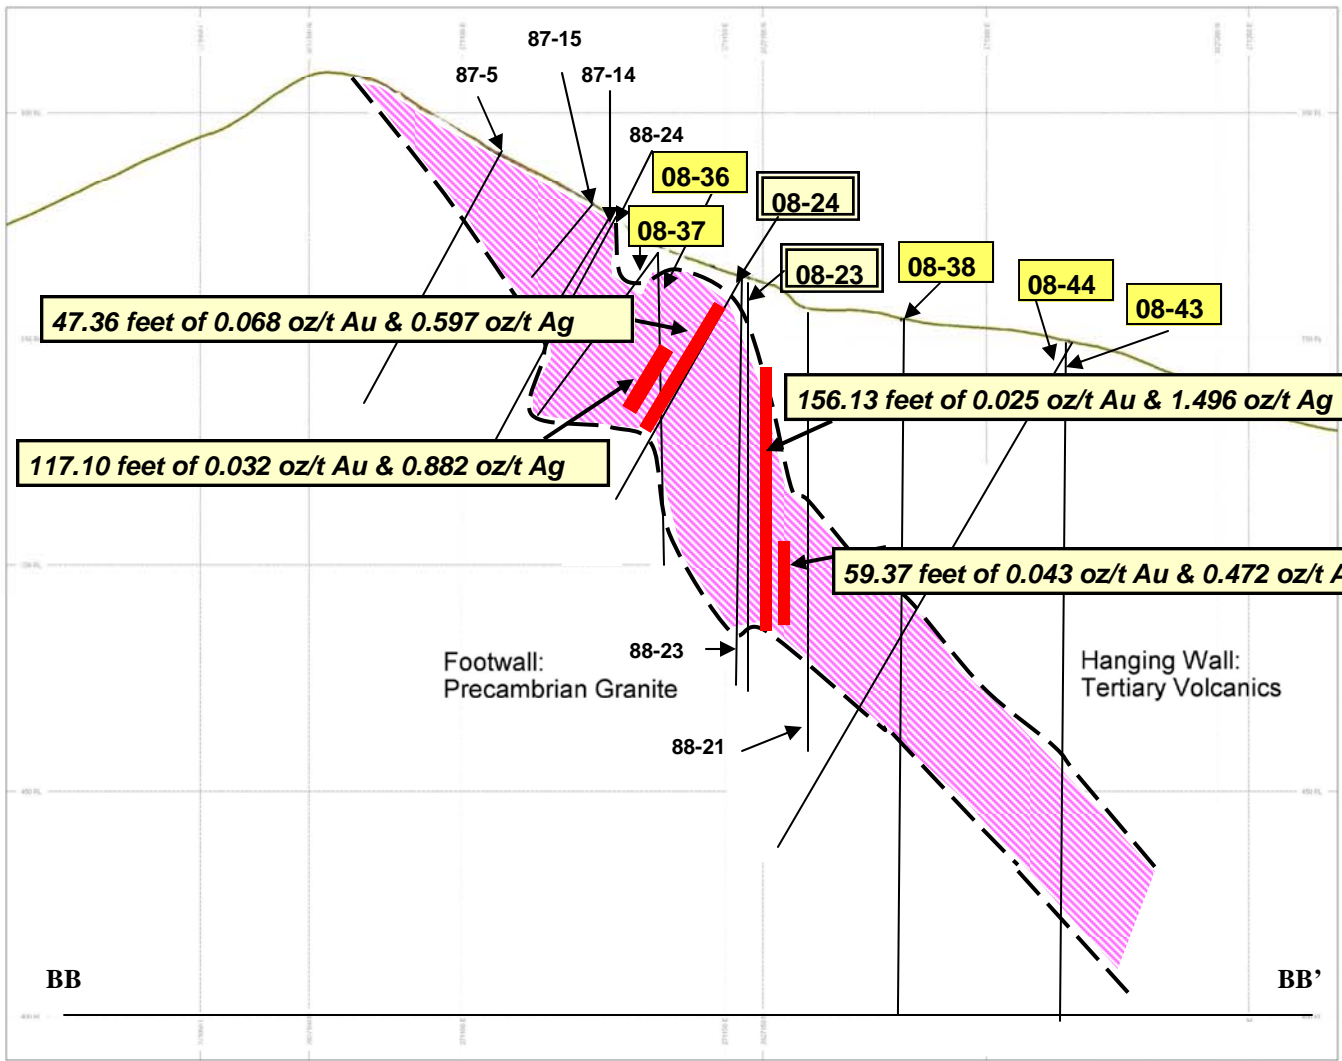 87-15
87-5
87-14
88-24
08-36
08-24
08-37
08-23
08-38
08-44
08-43
47.36 feet of 0.068 oz/t Au & 0.597 oz/t Ag
156.13 feet of 0.025 oz/t Au & 1.496 oz/t Ag
117.10 feet of 0.032 oz/t Au & 0.882 oz/t Ag
59.37 feet of 0.043 oz/t Au & 0.472 oz/t A
88-23
Footwall:
Precambrian Granite
Hanging Wall:
Tertiary Volcanics
88-21
BB
BB’